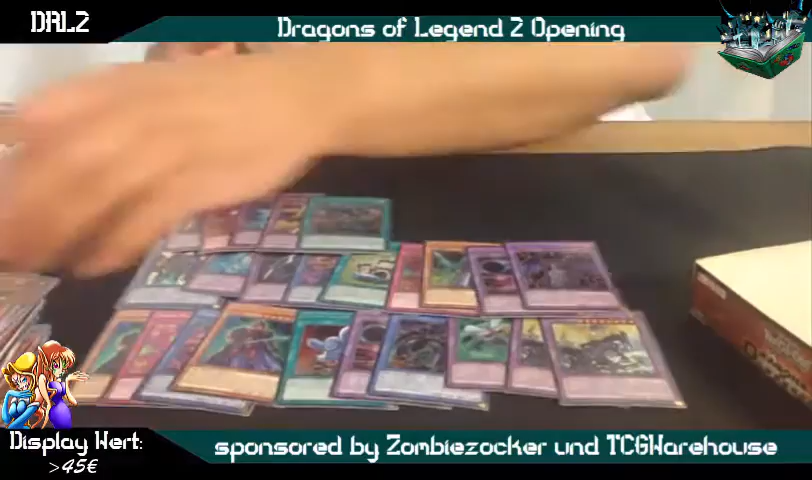 DRL2
Dragons of Legend 2 Opening
Display Wert:
>45€
sponsored by Zombiezocker und TCGWarehouse